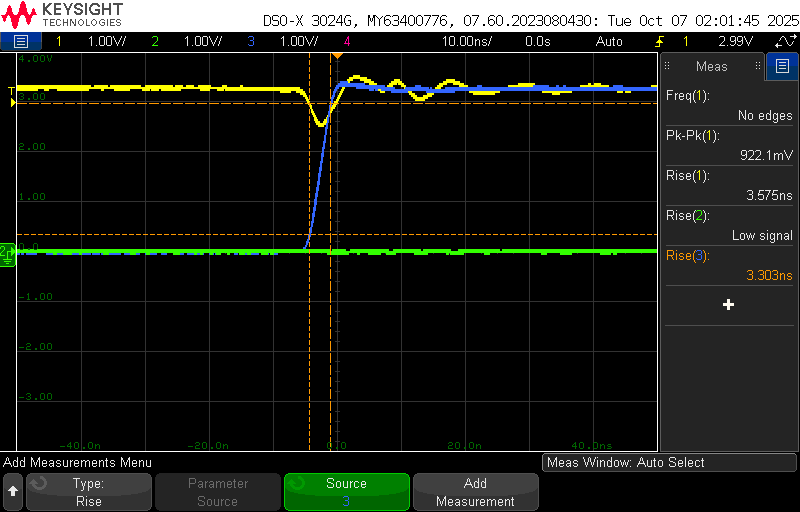 KEYSIGHT
TECHNOLOGIES
DSO-X 3024G, MY63400776, 07.60.2023080430: Tue Oct 07 02:01:45 2025
1 1.00V/ 2 1.00V/ 3 1.00V/ 4 10.00ns/ 0.0s Auto 1 2.99V
4.00V
T
3.00
2.00
1.00
0.0
2
-1.00
-2.00
-3.00
-40.0n -20.0n 0.0 20.0n 40.0ns
Meas
Freq(1):
No edges
Pk-Pk(1):
922.1mV
Rise(1):
3.575ns
Rise(2):
Low signal
Rise(3):
3.303ns
Add Measurements Menu
Meas Window: Auto Select
Type:
Rise
Parameter
Source
Source
3
Add
Measurement